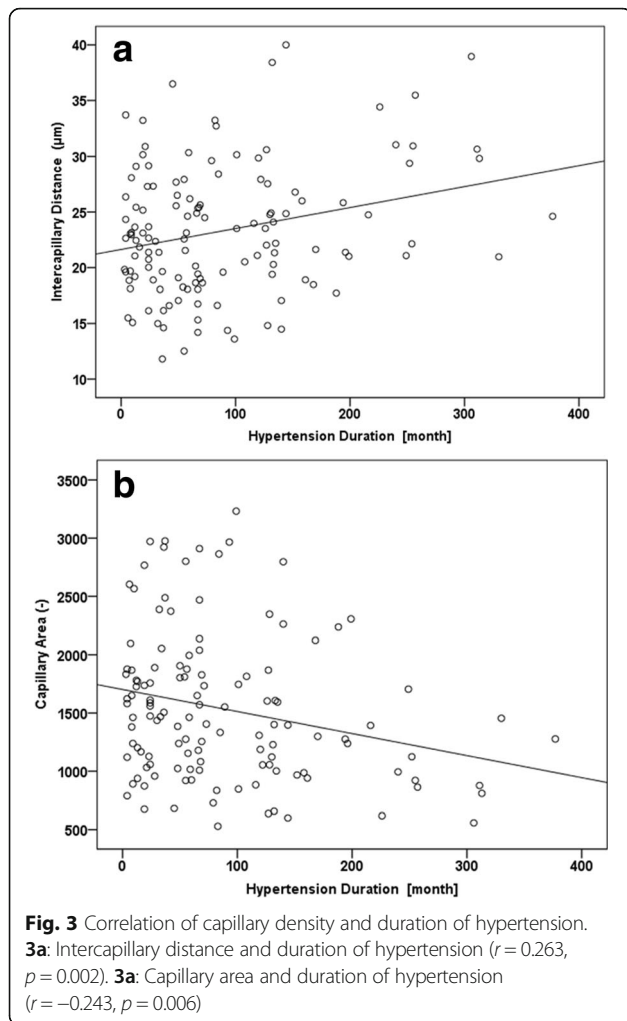 a
40
35
30
25
20
15
10
Intercapillary Distance (µm)
0 100 200 300 400
Hypertension Duration [month]
b
3500
3000
2500
2000
1500
1000
500
Capillary Area (-)
0 100 200 300 400
Hypertension Duration [month]
Fig. 3 Correlation of capillary density and duration of hypertension.
3a: Intercapillary distance and duration of hypertension (r = 0.263,
p = 0.002). 3a: Capillary area and duration of hypertension
(r = −0.243, p = 0.006)